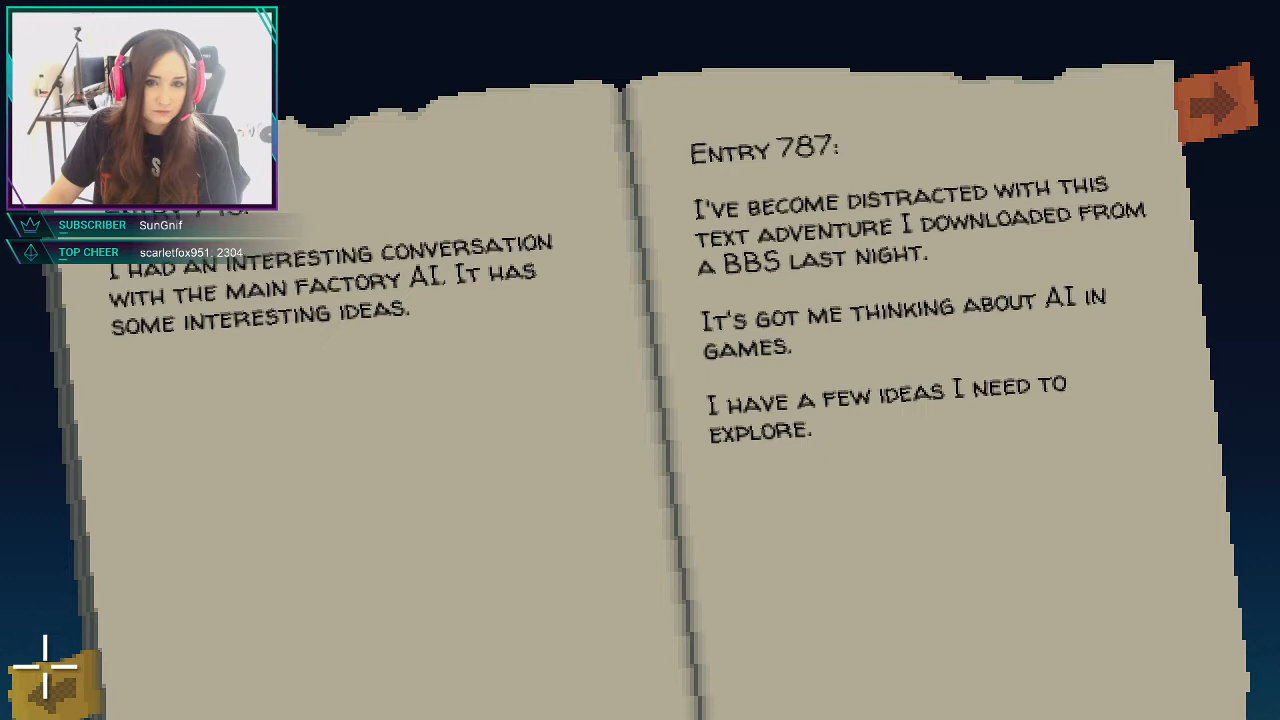 SUBSCRIBER SunGnif
TOP CHEER scarletfox951, 2304
I HAD AN INTERESTING CONVERSATION
WITH THE MAIN FACTORY AI. IT HAS
SOME INTERESTING IDEAS.
ENTRY 787:
I'VE BECOME DISTRACTED WITH THIS
TEXT ADVENTURE I DOWNLOADED FROM
A BBS LAST NIGHT.
IT'S GOT ME THINKING ABOUT AI IN
GAMES.
I HAVE A FEW IDEAS I NEED TO
EXPLORE.